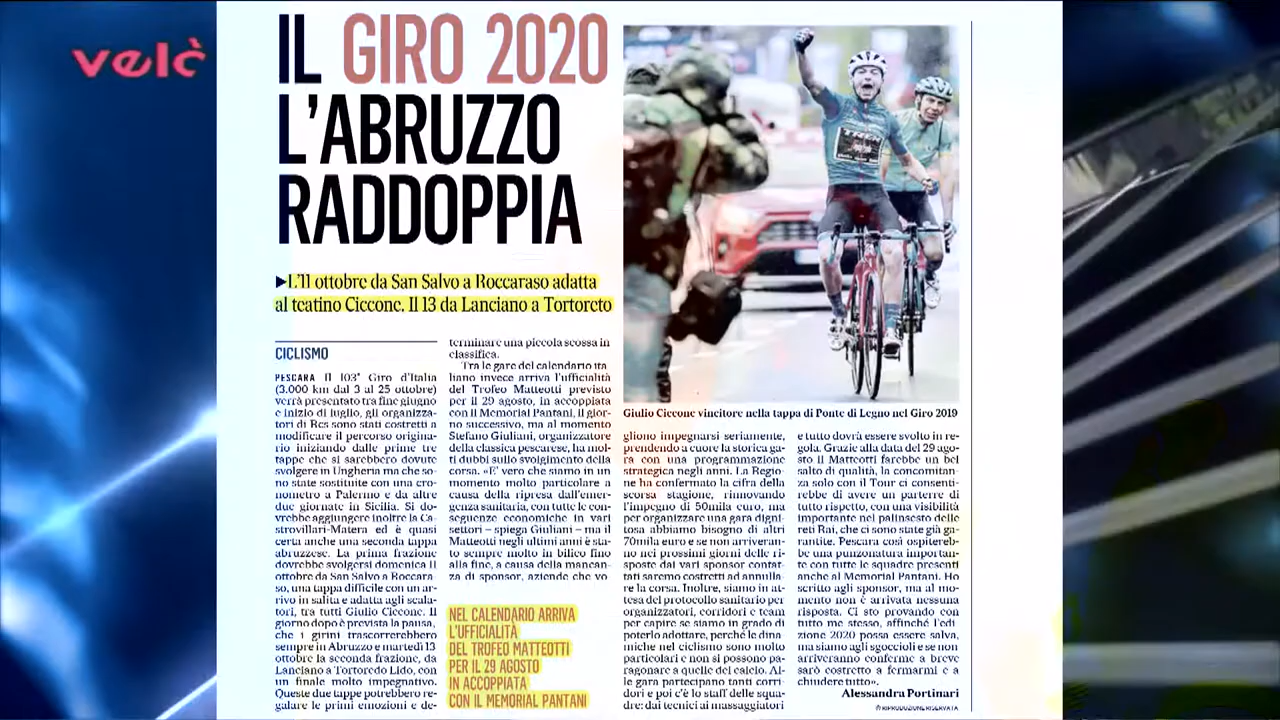 velò
IL GIRO 2020
L'ABRUZZO
RADDOPPIA
►L'11 ottobre da San Salvo a Roccaraso adatta
al teatino Ciccone. Il 13 da Lanciano a Tortoreto
CICLISMO
PESCARA Il 103° Giro d'Italia
(3.000 km dal 3 al 25 ottobre)
verrà presentato tra fine giugno
e inizio di luglio, gli organizza-
tori di Rcs sono stati costretti a
modificare il percorso origina-
rio iniziando dalle prime tre
tappe che si sarebbero dovute
svolgere in Ungheria ma che so-
no state sostituite con una cro-
nometro a Palermo e da altre
due giornate in Sicilia. Si do-
vrebbe aggiungere inoltre la Ca-
strovillari-Matera ed è quasi
certa anche una seconda tappa
abruzzese. La prima frazione
dovrebbe svolgersi domenica 11
ottobre da San Salvo a Roccara-
so, una tappa difficile con un ar-
rivo in salita e adatta agli scala-
tori, tra tutti Giulio Ciccone. Il
giorno dopo è prevista la pausa,
che i girini trascorrerebbero
sempre in Abruzzo e martedì 13
ottobre la seconda frazione, da
Lanciano a Tortoredo Lido, con
un finale molto impegnativo.
Queste due tappe potrebbero re-
galare le prime emozioni e de-
terminare una piccola scossa in
classifica.
Tra le gare del calendario ita-
liano invece arriva l'ufficialità
del Trofeo Matteotti previsto
per il 29 agosto, in accoppiata
con il Memorial Pantani, il gior-
no successivo, ma al momento
Stefano Giuliani, organizzatore
della classica pescarese, ha mol-
ti dubbi sullo svolgimento della
corsa. «E' vero che siamo in un
momento molto particolare a
causa della ripresa dall'emer-
genza sanitaria, con tutte le con-
seguenze economiche in vari
settori – spiega Giuliani – ma il
Matteotti negli ultimi anni è sta-
to sempre molto in bilico fino
alla fine, a causa della mancan-
za di sponsor, aziende che vo-
NEL CALENDARIO ARRIVA
L'UFFICIALITÀ
DEL TROFEO MATTEOTTI
PER IL 29 AGOSTO
IN ACCOPPIATA
CON IL MEMORIAL PANTANI
TREK
Giulio Ciccone vincitore nella tappa di Ponte di Legno nel Giro 2019
gliono impegnarsi seriamente,
prendendo a cuore la storica ga-
ra con una programmazione
strategica negli anni. La Regio-
ne ha confermato la cifra della
scorsa stagione, rinnovando
l'impegno di 50mila euro, ma
per organizzare una gara digni-
tosa abbiamo bisogno di altri
70mila euro e se non arriveran-
no nei prossimi giorni delle ri-
sposte dai vari sponsor contat-
tati saremo costretti ad annulla-
re la corsa. Inoltre, siamo in at-
tesa del protocollo sanitario per
organizzatori, corridori e team
per capire se siamo in grado di
poterlo adottare, perché le dina-
miche nel ciclismo sono molto
particolari e non si possono pa-
ragonare a quelle del calcio. Al-
le gara partecipano tanti corri-
dori e poi c'è lo staff delle squa-
dre: dai tecnici ai massaggiatori
e tutto dovrà essere svolto in re-
gola. Grazie alla data del 29 ago-
sto il Matteotti farebbe un bel
salto di qualità, la concomitan-
za solo con il Tour ci consenti-
rebbe di avere un parterre di
tutto rispetto, con una visibilità
importante nel palinsesto delle
reti Rai, che ci sono state già ga-
rantite. Pescara così ospitereb-
be una punzonatura importan-
te con tutte le squadre presenti
anche al Memorial Pantani. Ho
scritto agli sponsor, ma al mo-
mento non è arrivata nessuna
risposta. Ci sto provando con
tutto me stesso, affinché l'edi-
zione 2020 possa essere salva,
ma siamo agli sgoccioli e se non
arriveranno conferme a breve
sarò costretto a fermarmi e a
chiudere tutto».
Alessandra Portinari
© RIPRODUZIONE RISERVATA